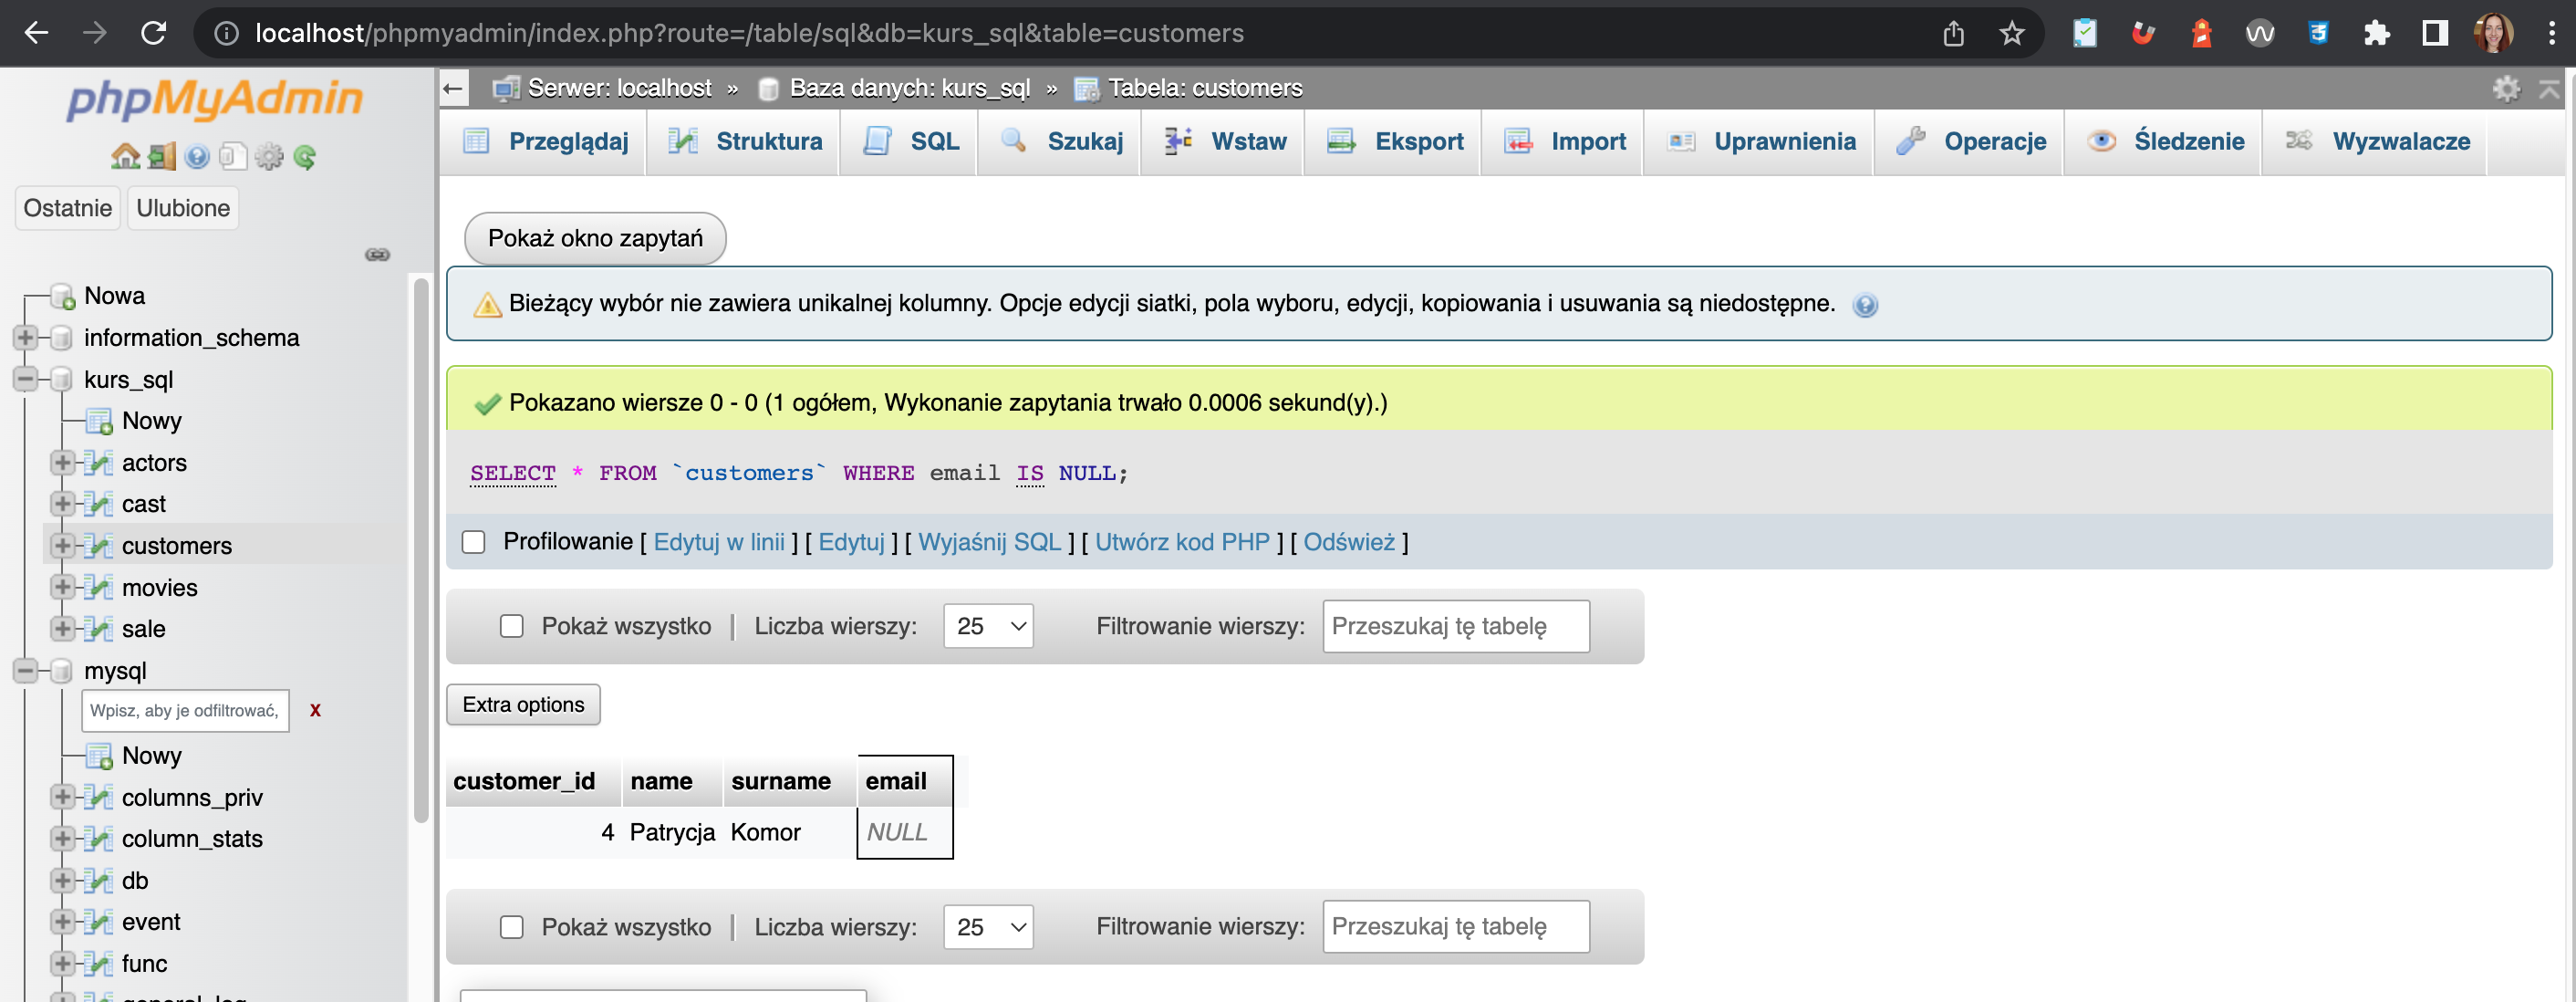 localhost/phpmyadmin/index.php?route=/table/sql&db=kurs_sql&table=customers
phpMyAdmin
Ostatnie Ulubione
Nowa
information_schema
kurs_sql
Nowy
actors
cast
customers
movies
sale
mysql
Wpisz, aby je odfiltrować, X
Nowy
columns_priv
column_stats
db
event
func
general_log
Serwer: localhost » Baza danych: kurs_sql » Tabela: customers
Przeglądaj Struktura SQL Szukaj Wstaw Eksport Import Uprawnienia Operacje Śledzenie Wyzwalacze
Pokaż okno zapytań
Bieżący wybór nie zawiera unikalnej kolumny. Opcje edycji siatki, pola wyboru, edycji, kopiowania i usuwania są niedostępne.
Pokazano wiersze 0 - 0 (1 ogółem, Wykonanie zapytania trwało 0.0006 sekund(y).)
SELECT * FROM `customers` WHERE email IS NULL;
Profilowanie [ Edytuj w linii ] [ Edytuj ] [ Wyjaśnij SQL ] [ Utwórz kod PHP ] [ Odśwież ]
Pokaż wszystko | Liczba wierszy: 25 Filtrowanie wierszy: Przeszukaj tę tabelę
Extra options
customer_id name surname email
4 Patrycja Komor NULL
Pokaż wszystko | Liczba wierszy: 25 Filtrowanie wierszy: Przeszukaj tę tabelę